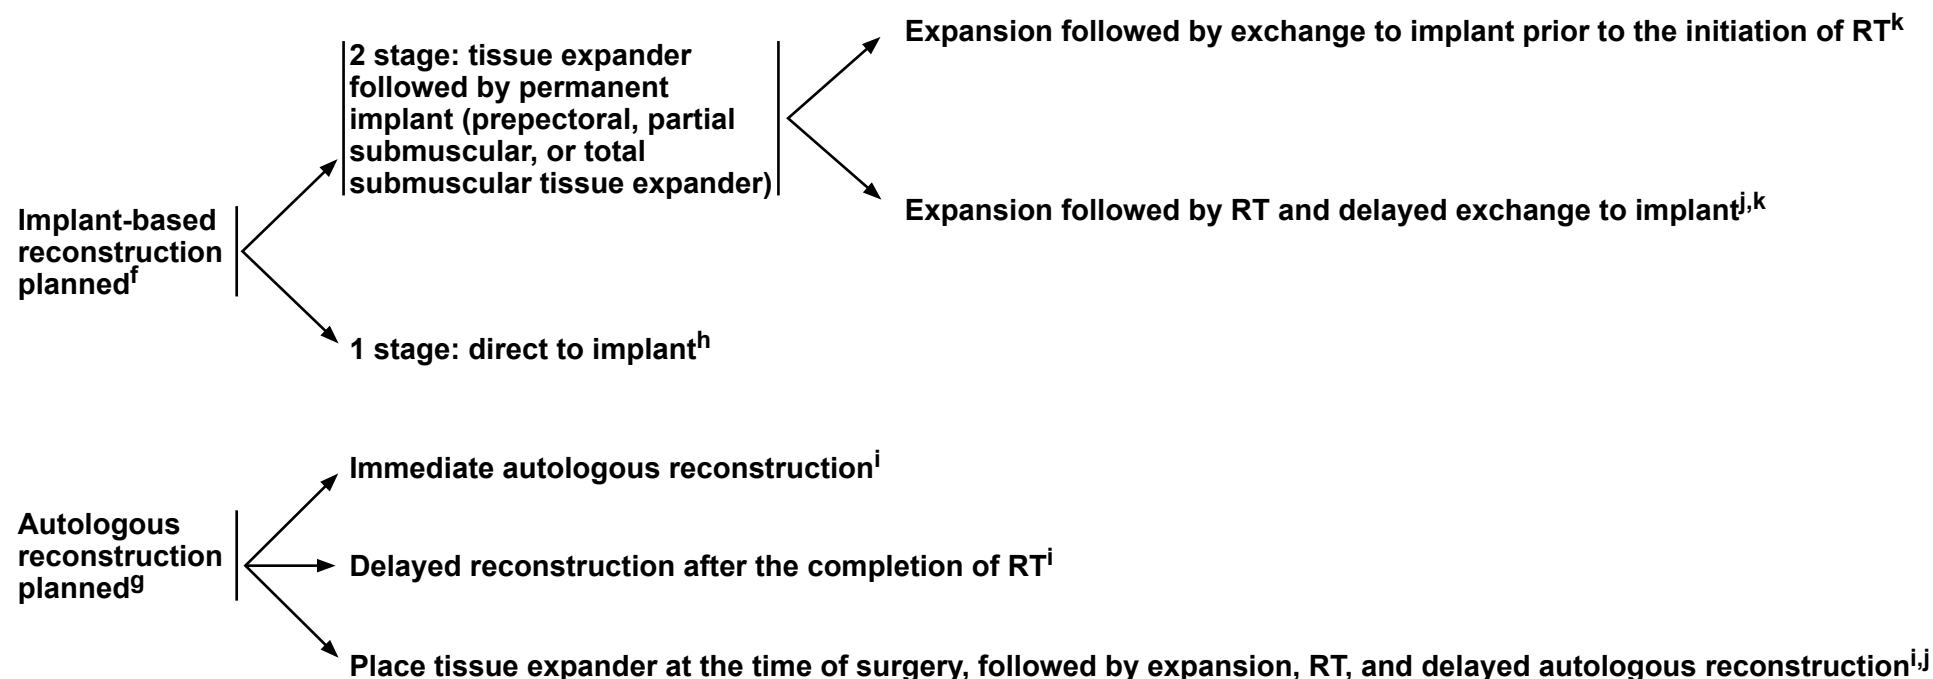 Expansion followed by exchange to implant prior to the initiation of RTk
2 stage: tissue expander
followed by permanent
implant (prepectoral, partial
submuscular, or total
submuscular tissue expander)
Expansion followed by RT and delayed exchange to implantj,k
Implant-based
reconstruction
plannedf
1 stage: direct to implanth
Immediate autologous reconstructioni
Autologous
reconstruction
plannedg
Delayed reconstruction after the completion of RTi
Place tissue expander at the time of surgery, followed by expansion, RT, and delayed autologous reconstructioni,j